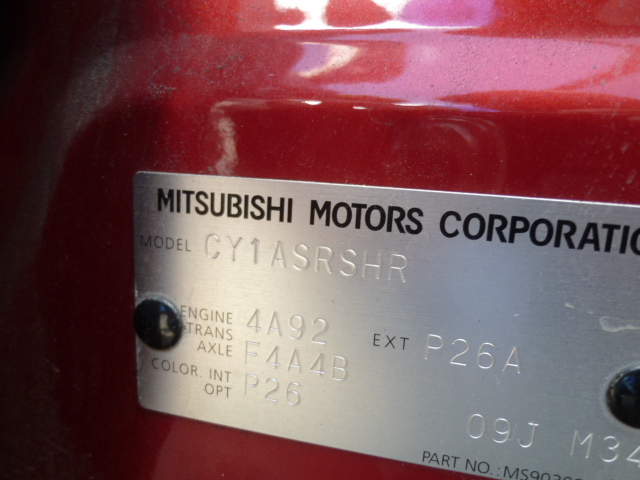 MITSUBISHI MOTORS CORPORATIO
MODEL CY1ASRSHR
ENGINE 4A92 EXT P26A
TRANS AXLE F4A4B
COLOR. INT P26
OPT
09J M34
PART NO.: